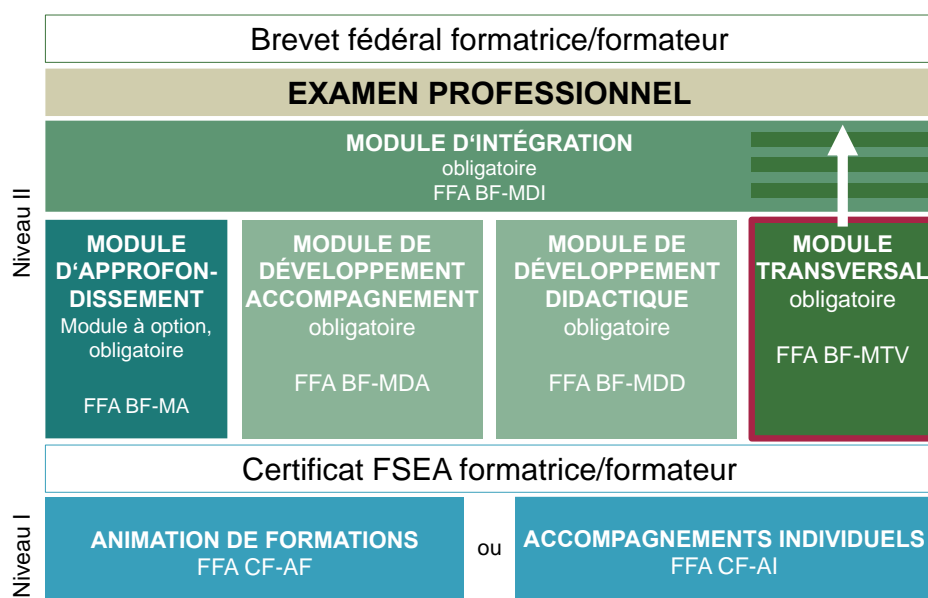 Brevet fédéral formatrice/formateur
EXAMEN PROFESSIONNEL
MODULE D‘INTÉGRATION
obligatoire
FFA BF-MDI
Niveau II
MODULE
D‘APPROFON-
DISSEMENT
Module à option,
obligatoire
FFA BF-MA
MODULE DE
DÉVELOPPEMENT
ACCOMPAGNEMENT
obligatoire
FFA BF-MDA
MODULE DE
DÉVELOPPEMENT
DIDACTIQUE
obligatoire
FFA BF-MDD
MODULE
TRANSVERSAL
obligatoire
FFA BF-MTV
Certificat FSEA formatrice/formateur
Niveau I
ANIMATION DE FORMATIONS
FFA CF-AF
ou
ACCOMPAGNEMENTS INDIVIDUELS
FFA CF-AI